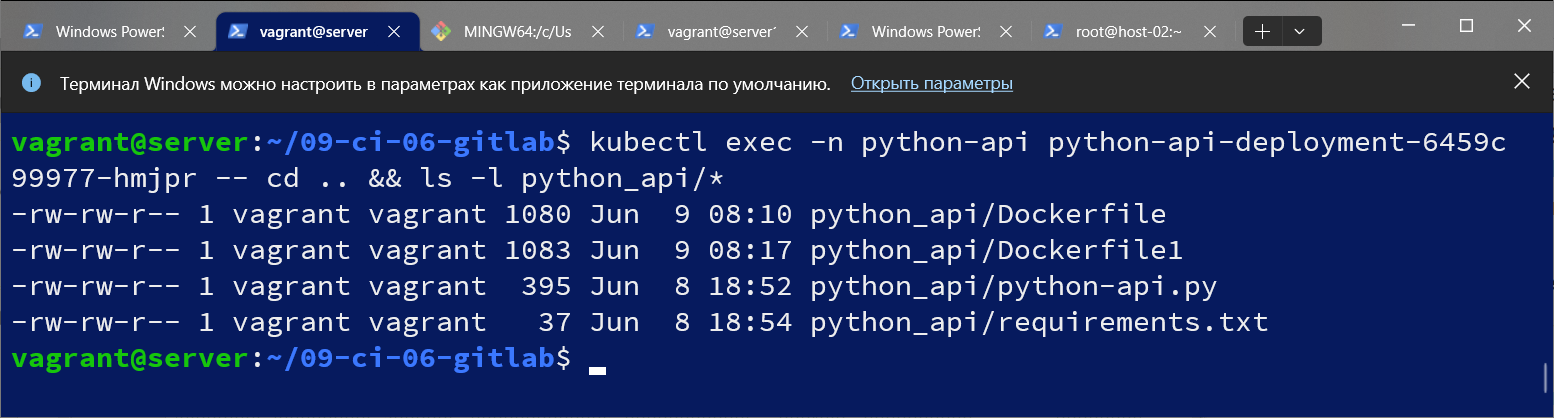 Windows Power! vagrant@server MINGW64:/c/Us vagrant@server1 Windows Power! root@host-02:~
Терминал Windows можно настроить в параметрах как приложение терминала по умолчанию. Открыть параметры
vagrant@server:~/09-ci-06-gitlab$ kubectl exec -n python-api python-api-deployment-6459c
99977-hmjpr -- cd .. && ls -l python_api/*
-rw-rw-r-- 1 vagrant vagrant 1080 Jun  9 08:10 python_api/Dockerfile
-rw-rw-r-- 1 vagrant vagrant 1083 Jun  9 08:17 python_api/Dockerfile1
-rw-rw-r-- 1 vagrant vagrant  395 Jun  8 18:52 python_api/python-api.py
-rw-rw-r-- 1 vagrant vagrant   37 Jun  8 18:54 python_api/requirements.txt
vagrant@server:~/09-ci-06-gitlab$